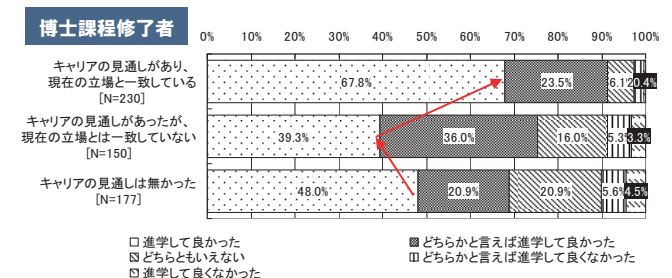 博士課程修了者
0% 10% 20% 30% 40% 50% 60% 70% 80% 90% 100%
キャリアの見通しがあり、
現在の立場と一致している
[N=230]
67.8% 23.5% 6.1% 0.4%
キャリアの見通しがあったが、
現在の立場とは一致していない
[N=150]
39.3% 36.0% 16.0% 5.3% 3.3%
キャリアの見通しは無かった
[N=177]
48.0% 20.9% 20.9% 5.6% 4.5%
進学して良かった どちらかと言えば進学して良かった
どちらともいえない どちらかと言えば進学して良くなかった
進学して良くなかった